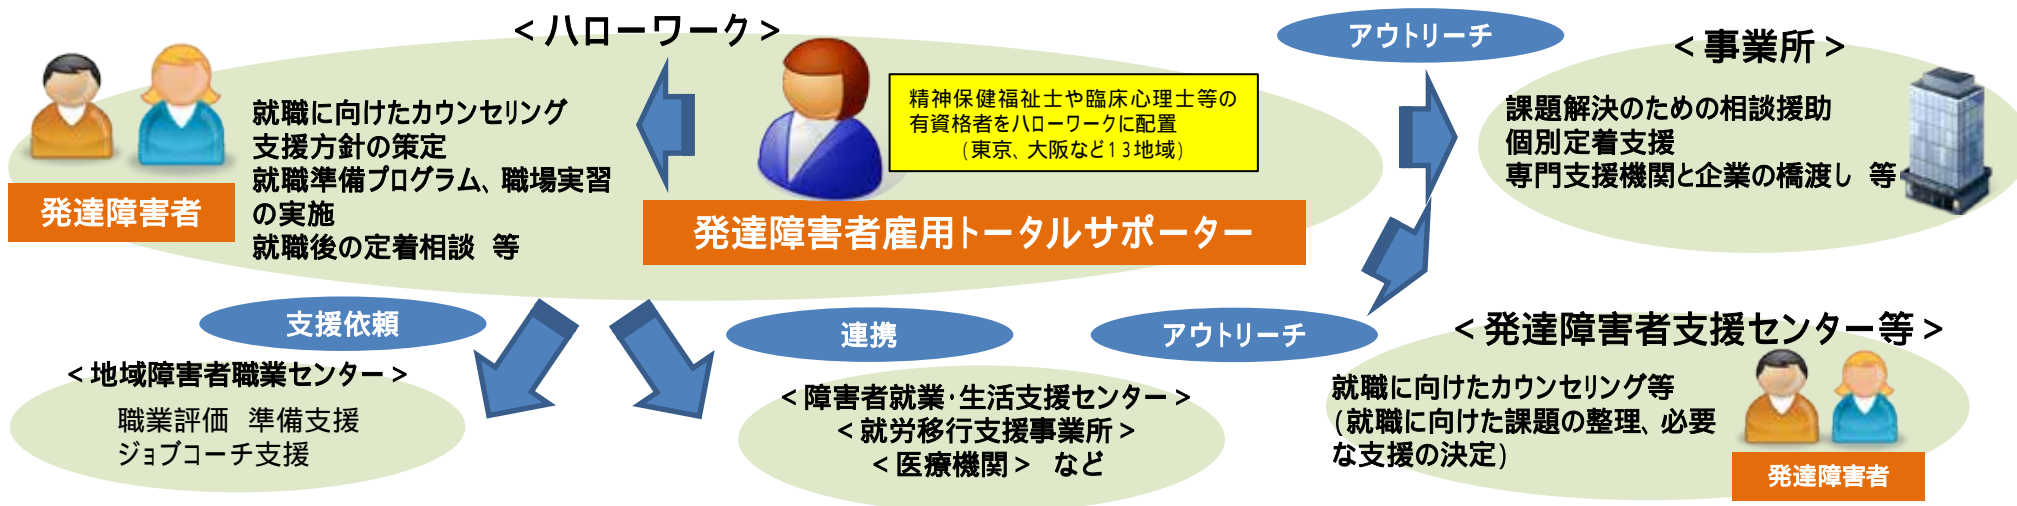 ＜ハローワーク＞
就職に向けたカウンセリング
支援方針の策定
就職準備プログラム、職場実習
の実施
就職後の定着相談　等
発達障害者
精神保健福祉士や臨床心理士等の
有資格者をハローワークに配置
(東京、大阪など13地域)
発達障害者雇用トータルサポーター
アウトリーチ
＜事業所＞
課題解決のための相談援助
個別定着支援
専門支援機関と企業の橋渡し　等
支援依頼
＜地域障害者職業センター＞
職業評価　準備支援
ジョブコーチ支援
連携
＜障害者就業・生活支援センター＞
＜就労移行支援事業所＞
＜医療機関＞　など
アウトリーチ
＜発達障害者支援センター等＞
就職に向けたカウンセリング等
(就職に向けた課題の整理、必要
な支援の決定)
発達障害者